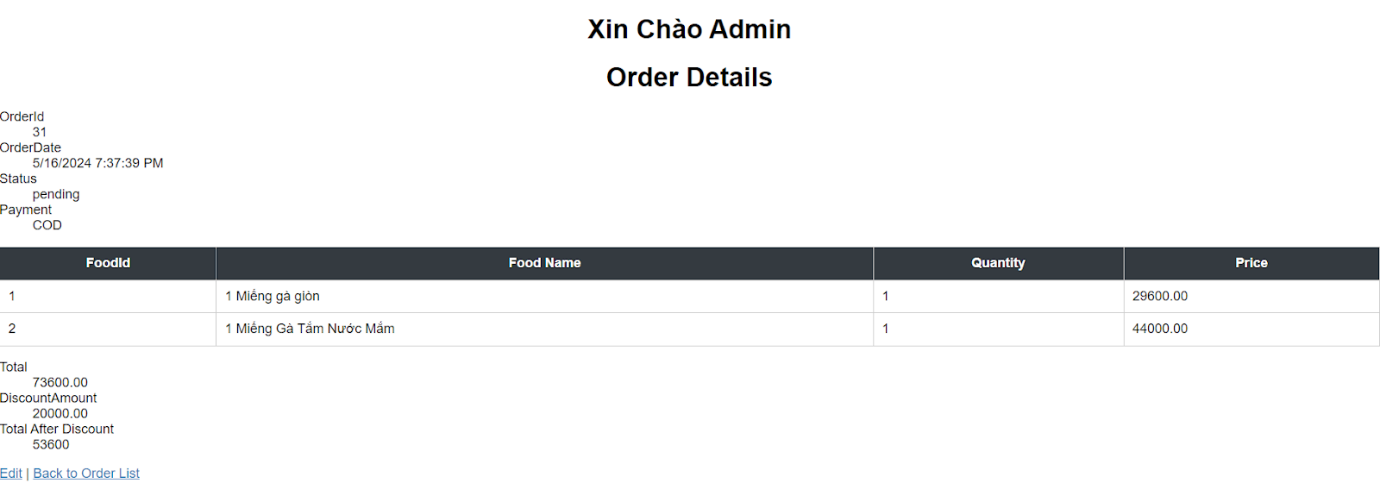 Xin Chào Admin
Order Details
OrderId
31
OrderDate
5/16/2024 7:37:39 PM
Status
pending
Payment
COD
FoodId Food Name Quantity Price
1 1 Miếng gà giòn 1 29600.00
2 1 Miếng Gà Tắm Nước Mắm 1 44000.00
Total
73600.00
DiscountAmount
20000.00
Total After Discount
53600
Edit | Back to Order List